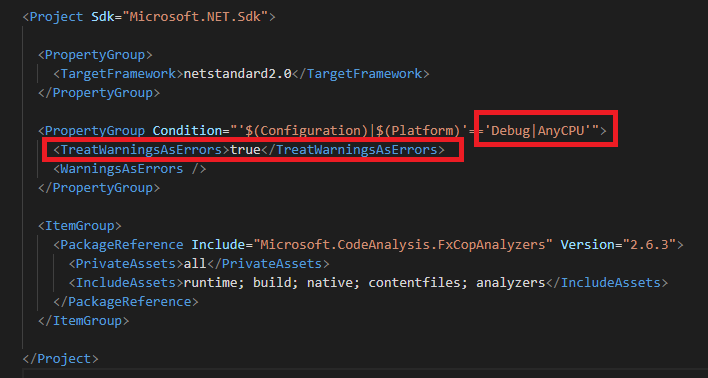 <Project Sdk="Microsoft.NET.Sdk">
<PropertyGroup>
<TargetFramework>netstandard2.0</TargetFramework>
</PropertyGroup>
<PropertyGroup Condition="'$(Configuration)|$(Platform)'=='Debug|AnyCPU'">
<TreatWarningsAsErrors>true</TreatWarningsAsErrors>
<WarningsAsErrors />
</PropertyGroup>
<ItemGroup>
<PackageReference Include="Microsoft.CodeAnalysis.FxCopAnalyzers" Version="2.6.3">
<PrivateAssets>all</PrivateAssets>
<IncludeAssets>runtime; build; native; contentfiles; analyzers</IncludeAssets>
</PackageReference>
</ItemGroup>
</Project>